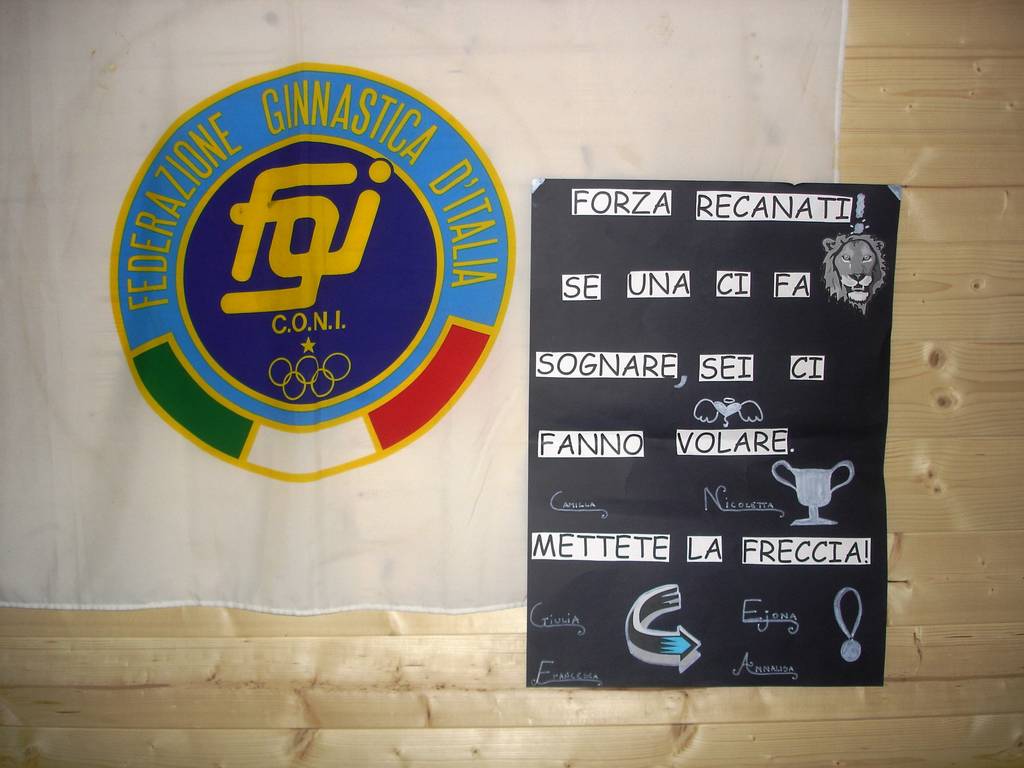 FEDERAZIONE GINNASTICA D'ITALIA
fgi
C.O.N.I.
FORZA RECANATI!
SE UNA CI FA
SOGNARE, SEI CI
FANNO VOLARE.
CAMILLA NICOLETTA
METTETE LA FRECCIA!
GIULIA EJONA
FRANCESCA ANNALISA